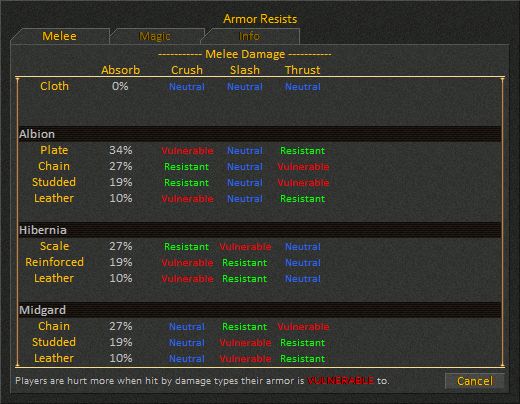 Armor Resists
Melee Magic Info
----------- Melee Damage -----------
Absorb Crush Slash Thrust
Cloth 0% Neutral Neutral Neutral
Albion
Plate 34% Vulnerable Neutral Resistant
Chain 27% Resistant Neutral Vulnerable
Studded 19% Resistant Neutral Vulnerable
Leather 10% Vulnerable Neutral Resistant
Hibernia
Scale 27% Resistant Vulnerable Neutral
Reinforced 19% Vulnerable Resistant Neutral
Leather 10% Vulnerable Resistant Neutral
Midgard
Chain 27% Neutral Resistant Vulnerable
Studded 19% Neutral Vulnerable Resistant
Leather 10% Neutral Vulnerable Resistant
Players are hurt more when hit by damage types their armor is VULNERABLE to. Cancel